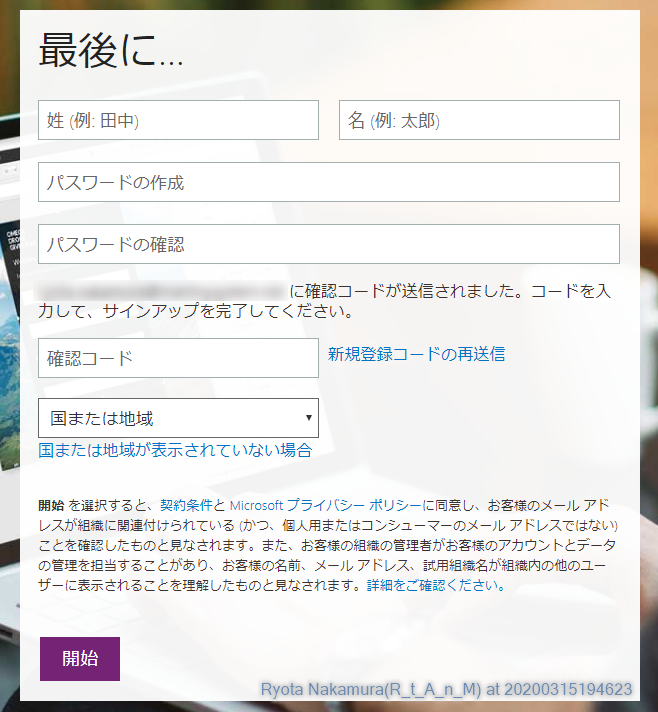 最後に...
姓 (例: 田中)
名 (例: 太郎)
パスワードの作成
パスワードの確認
に確認コードが送信されました。コードを入
力して、サインアップを完了してください。
確認コード
新規登録コードの再送信
国または地域
国または地域が表示されていない場合
開始 を選択すると、契約条件と Microsoft プライバシー ポリシーに同意し、お客様のメール アド
レスが組織に関連付けられている (かつ、個人用またはコンシューマーのメール アドレスではない)
ことを確認したものと見なされます。また、お客様の組織の管理者がお客様のアカウントとデータ
の管理を担当することがあり、お客様の名前、メール アドレス、試用組織名が組織内の他のユー
ザーに表示されることを理解したものと見なされます。詳細をご確認ください。
開始
Ryota Nakamura(R_t_A_n_M) at 20200315194623